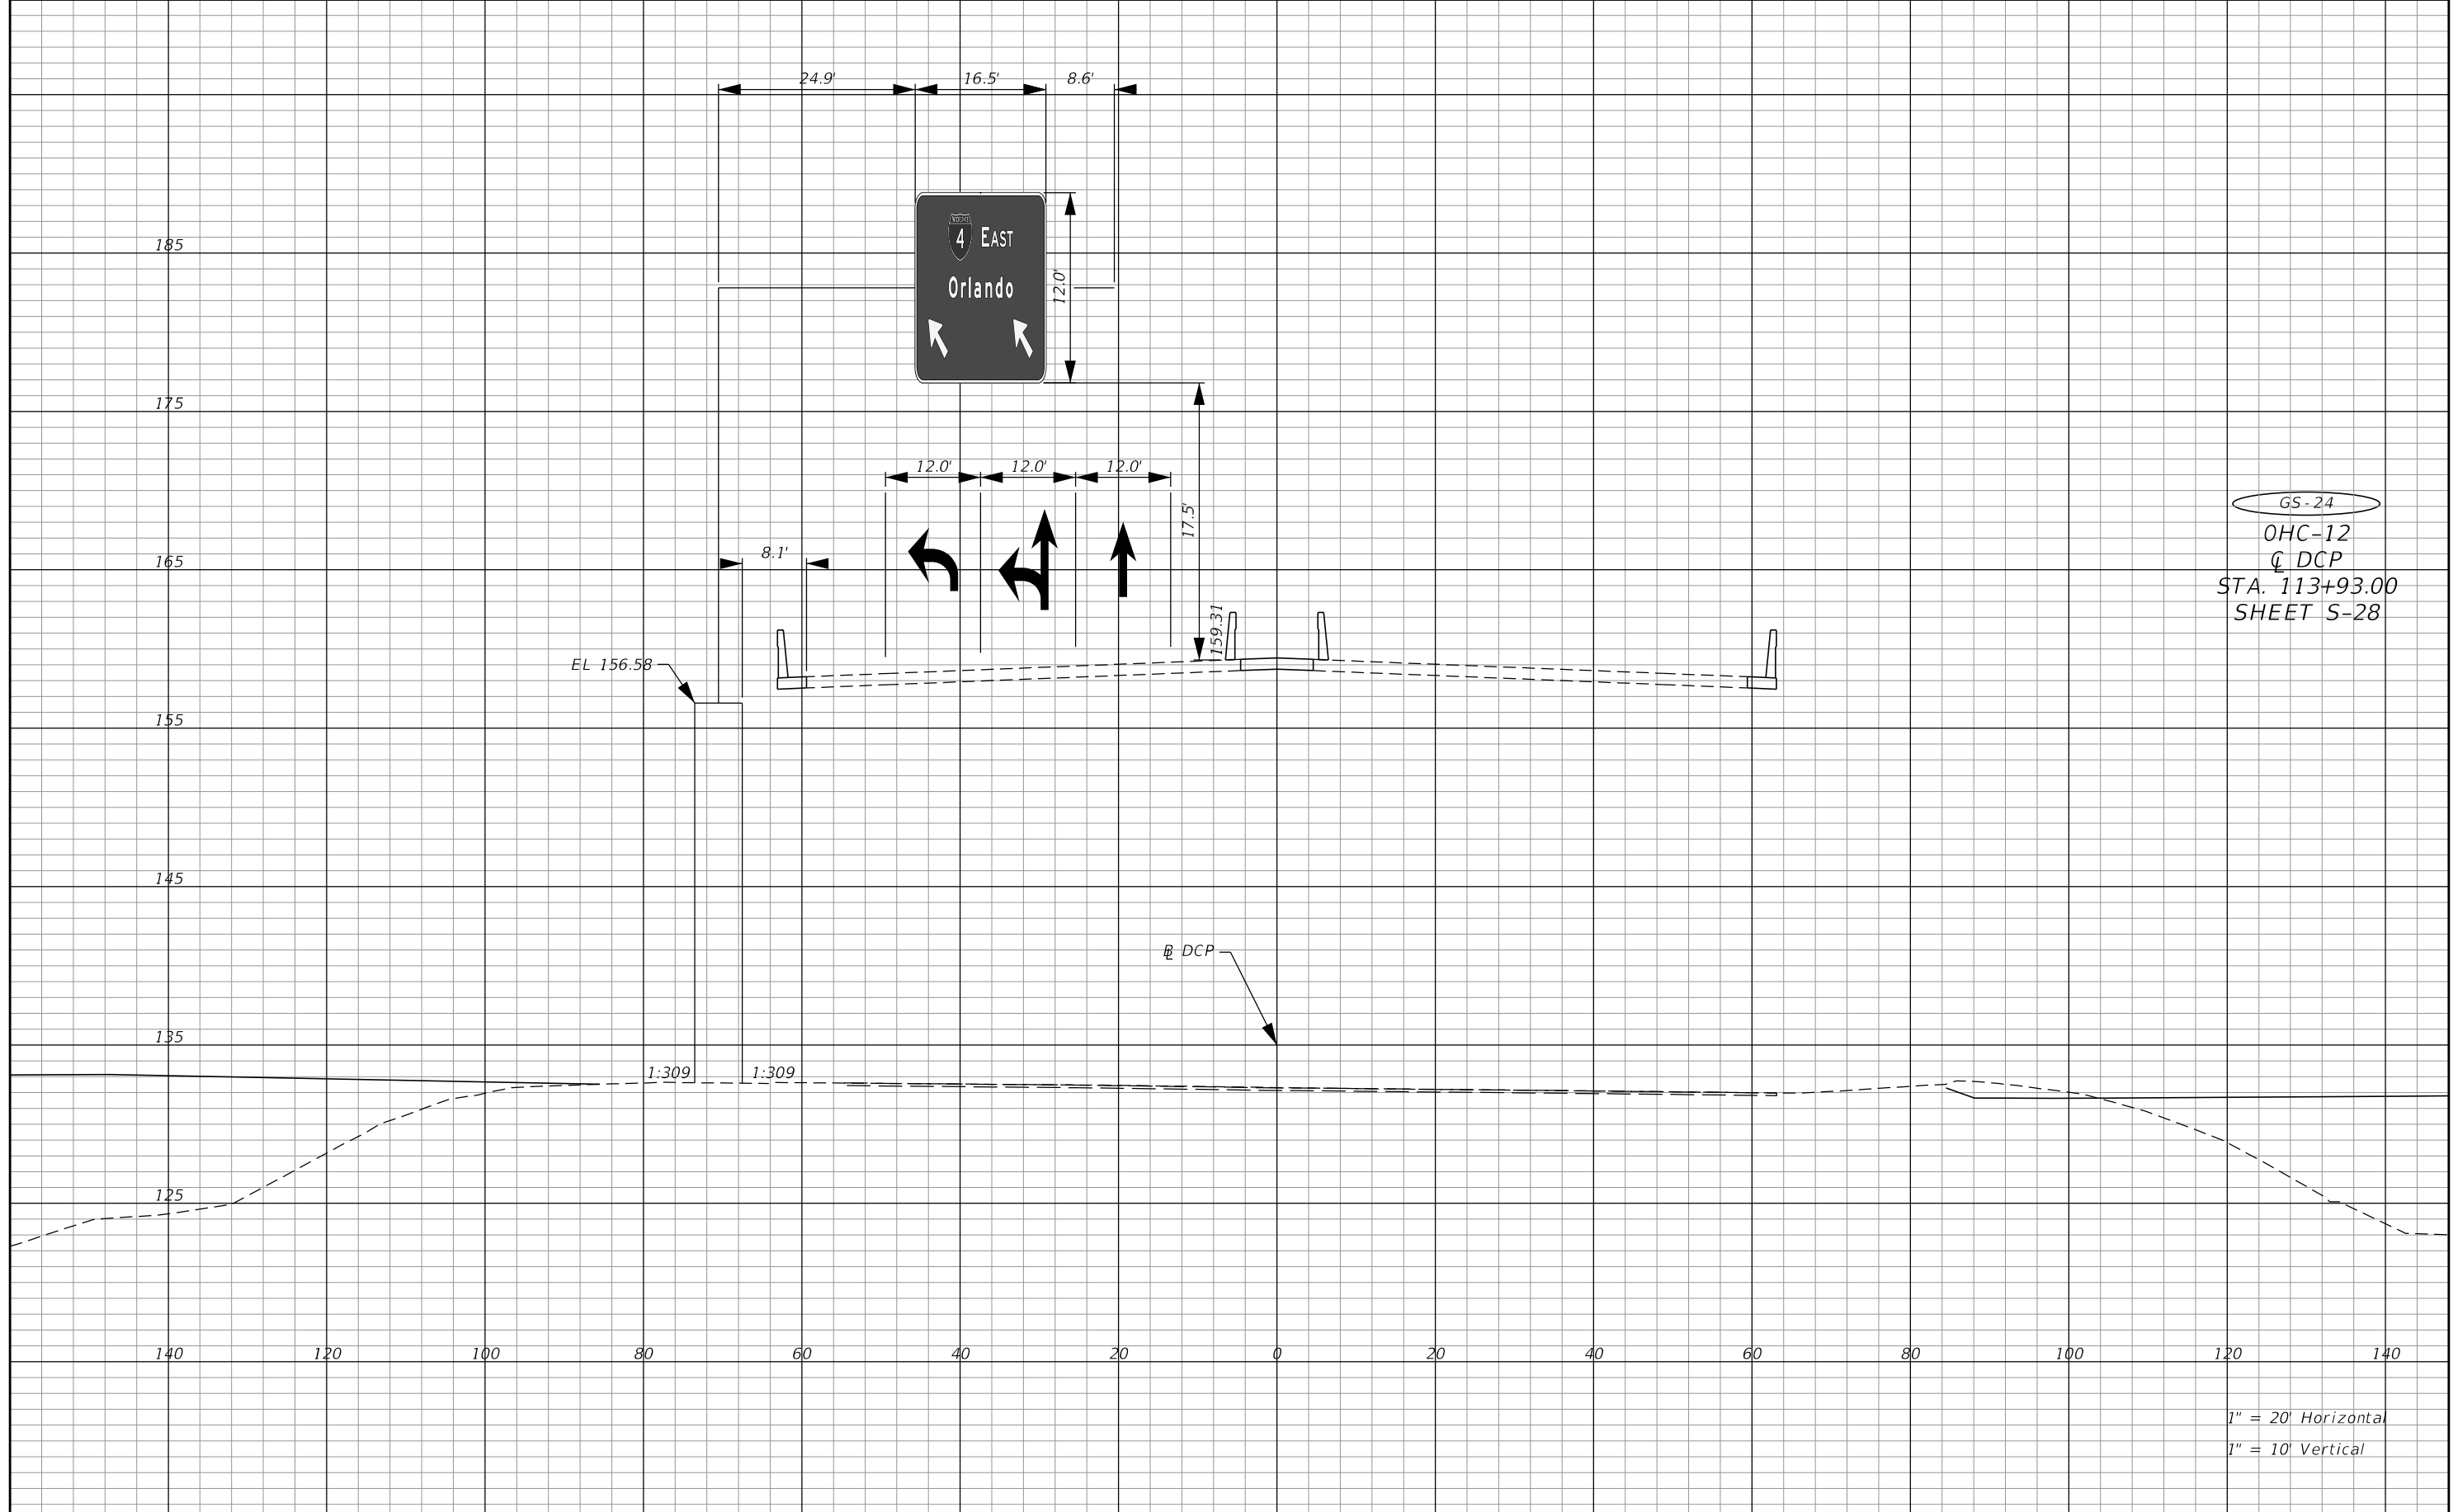 24.9' 16.5' 8.6'
INTERSTATE
4 EAST
Orlando
12.0'
185
175
12.0' 12.0' 12.0'
17.5'
GS-24
OHC-12
℄ DCP
STA. 113+93.00
SHEET S-28
8.1'
165
159.31
EL 156.58
155
145
BL DCP
135
1:309 1:309
125
140 120 100 80 60 40 20 0 20 40 60 80 100 120 140
1" = 20' Horizontal
1" = 10' Vertical